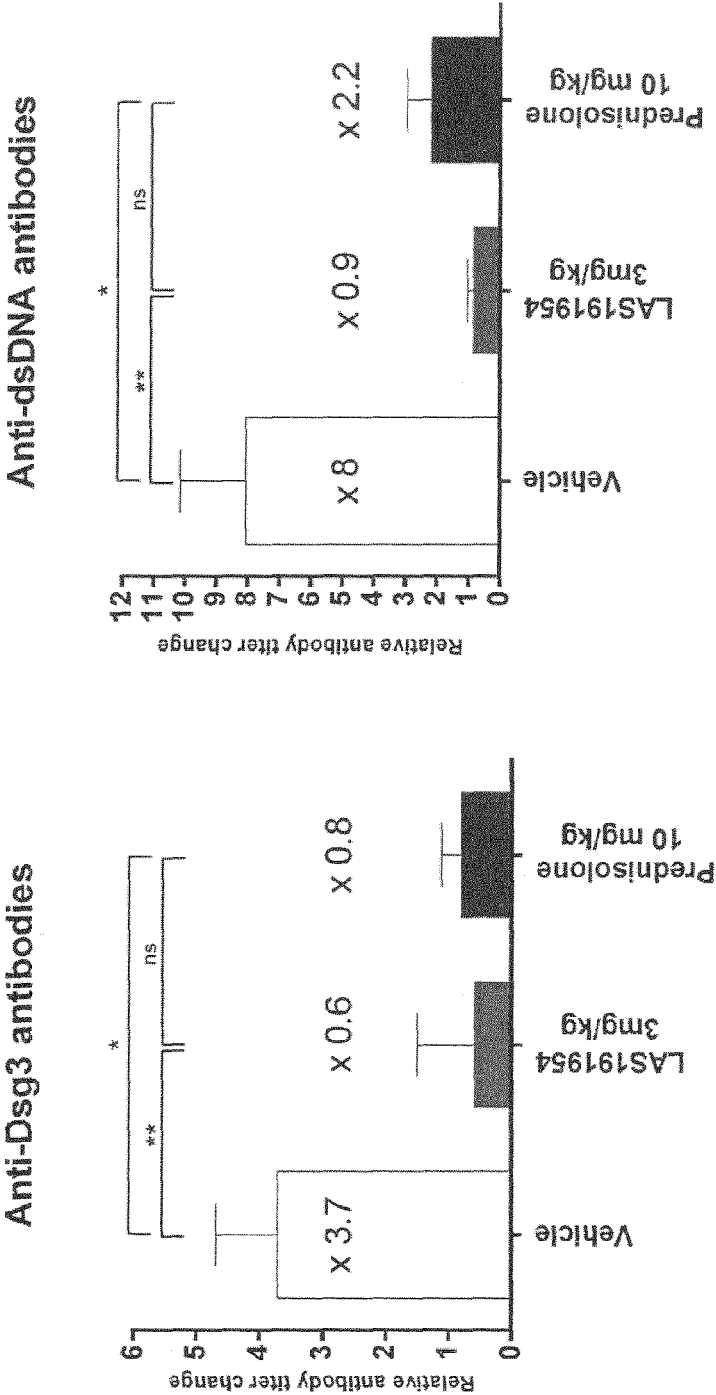 Anti-Dsg3 antibodies
*
**
ns
Relative antibody titer change
6
5
4
3
2
1
0
x 3.7
x 0.6
x 0.8
Vehicle
LAS191954
3mg/kg
Prednisolone
10 mg/kg
Anti-dsDNA antibodies
*
**
ns
Relative antibody titer change
12
11
10
9
8
7
6
5
4
3
2
1
0
x 8
x 0.9
x 2.2
Vehicle
LAS191954
3mg/kg
Prednisolone
10 mg/kg